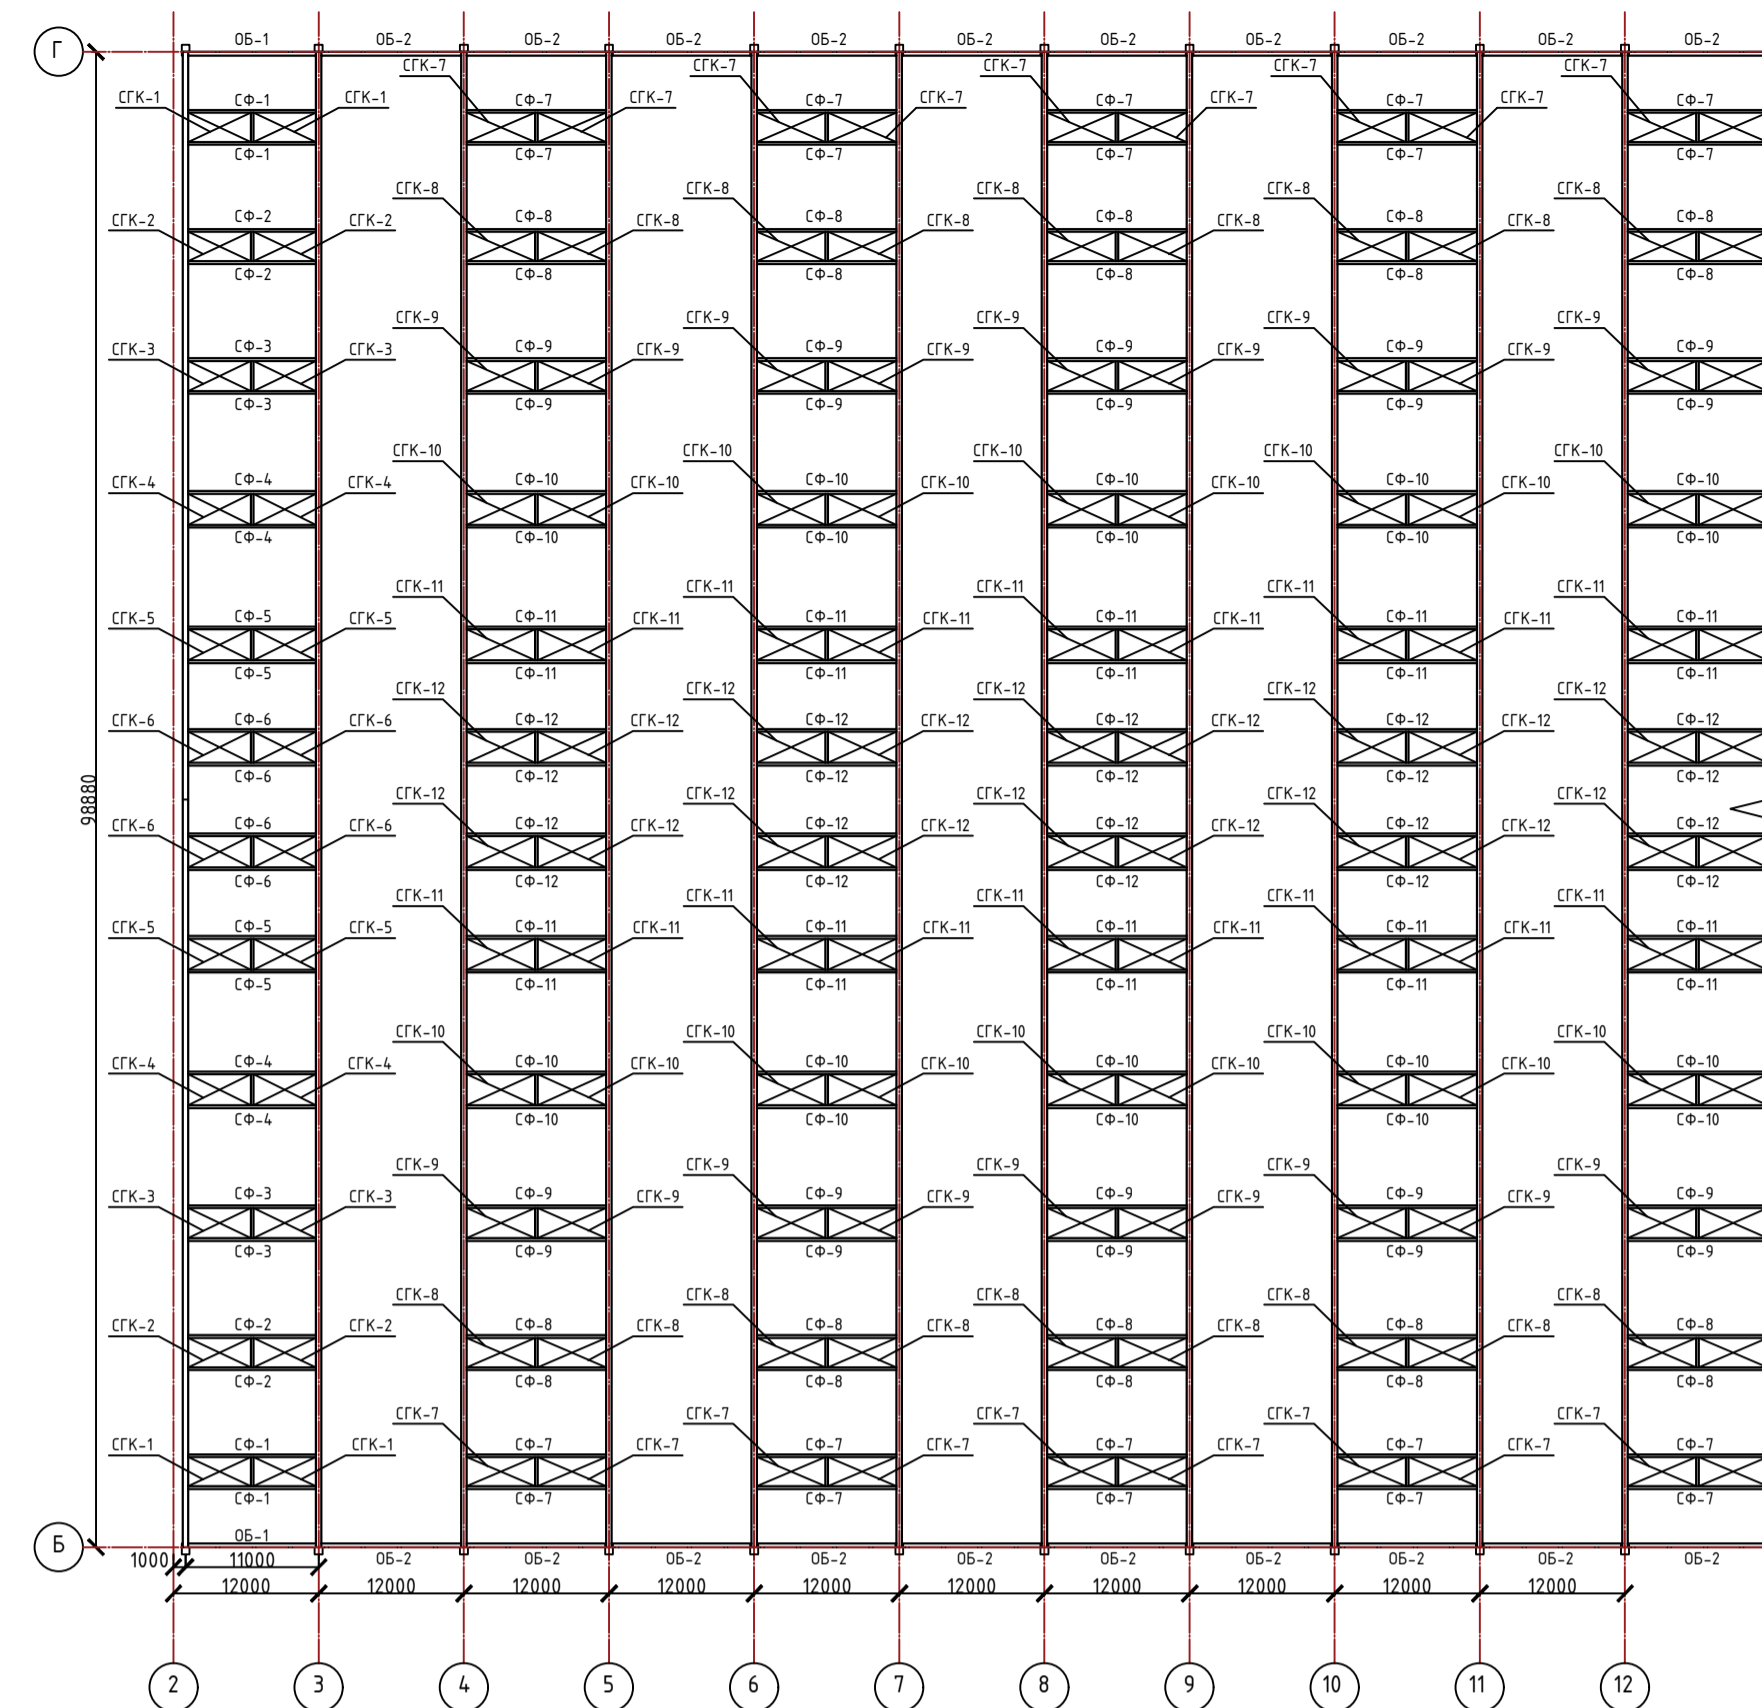 Г ОБ-1 ОБ-2 ОБ-2 ОБ-2 ОБ-2 ОБ-2 ОБ-2 ОБ-2 ОБ-2 ОБ-2 ОБ-2
СГК-7 СГК-7 СГК-7 СГК-7 СГК-7
СГК-1 СФ-1 СГК-1 СФ-7 СГК-7 СФ-7 СГК-7 СФ-7 СГК-7 СФ-7 СГК-7 СФ-7
СФ-1 СФ-7 СФ-7 СФ-7 СФ-7 СФ-7
СГК-8 СГК-8 СГК-8 СГК-8 СГК-8
СГК-2 СФ-2 СГК-2 СФ-8 СГК-8 СФ-8 СГК-8 СФ-8 СГК-8 СФ-8 СГК-8 СФ-8
СФ-2 СФ-8 СФ-8 СФ-8 СФ-8 СФ-8
СГК-9 СГК-9 СГК-9 СГК-9 СГК-9
СГК-3 СФ-3 СГК-3 СФ-9 СГК-9 СФ-9 СГК-9 СФ-9 СГК-9 СФ-9 СГК-9 СФ-9
СФ-3 СФ-9 СФ-9 СФ-9 СФ-9 СФ-9
СГК-10 СГК-10 СГК-10 СГК-10 СГК-10
СГК-4 СФ-4 СГК-4 СФ-10 СГК-10 СФ-10 СГК-10 СФ-10 СГК-10 СФ-10 СГК-10 СФ-10
СФ-4 СФ-10 СФ-10 СФ-10 СФ-10 СФ-10
СГК-11 СГК-11 СГК-11 СГК-11 СГК-11
СГК-5 СФ-5 СГК-5 СФ-11 СГК-11 СФ-11 СГК-11 СФ-11 СГК-11 СФ-11 СГК-11 СФ-11
СФ-5 СФ-11 СФ-11 СФ-11 СФ-11 СФ-11
СГК-12 СГК-12 СГК-12 СГК-12 СГК-12
СГК-6 СФ-6 СГК-6 СФ-12 СГК-12 СФ-12 СГК-12 СФ-12 СГК-12 СФ-12 СГК-12 СФ-12
СФ-6 СФ-12 СФ-12 СФ-12 СФ-12 СФ-12
98880
СГК-12 СГК-12 СГК-12 СГК-12 СГК-12
СГК-6 СФ-6 СГК-6 СФ-12 СГК-12 СФ-12 СГК-12 СФ-12 СГК-12 СФ-12 СГК-12 СФ-12
СФ-6 СФ-12 СФ-12 СФ-12 СФ-12 СФ-12
СГК-11 СГК-11 СГК-11 СГК-11 СГК-11
СГК-5 СФ-5 СГК-5 СФ-11 СГК-11 СФ-11 СГК-11 СФ-11 СГК-11 СФ-11 СГК-11 СФ-11
СФ-5 СФ-11 СФ-11 СФ-11 СФ-11 СФ-11
СГК-10 СГК-10 СГК-10 СГК-10 СГК-10
СГК-4 СФ-4 СГК-4 СФ-10 СГК-10 СФ-10 СГК-10 СФ-10 СГК-10 СФ-10 СГК-10 СФ-10
СФ-4 СФ-10 СФ-10 СФ-10 СФ-10 СФ-10
СГК-9 СГК-9 СГК-9 СГК-9 СГК-9
СГК-3 СФ-3 СГК-3 СФ-9 СГК-9 СФ-9 СГК-9 СФ-9 СГК-9 СФ-9 СГК-9 СФ-9
СФ-3 СФ-9 СФ-9 СФ-9 СФ-9 СФ-9
СГК-8 СГК-8 СГК-8 СГК-8 СГК-8
СГК-2 СФ-2 СГК-2 СФ-8 СГК-8 СФ-8 СГК-8 СФ-8 СГК-8 СФ-8 СГК-8 СФ-8
СФ-2 СФ-8 СФ-8 СФ-8 СФ-8 СФ-8
СГК-7 СГК-7 СГК-7 СГК-7 СГК-7
СГК-1 СФ-1 СГК-1 СФ-7 СГК-7 СФ-7 СГК-7 СФ-7 СГК-7 СФ-7 СГК-7 СФ-7
СФ-1 СФ-7 СФ-7 СФ-7 СФ-7 СФ-7
Б ОБ-1
1000 11000 ОБ-2 ОБ-2 ОБ-2 ОБ-2 ОБ-2 ОБ-2 ОБ-2 ОБ-2 ОБ-2 ОБ-2
12000 12000 12000 12000 12000 12000 12000 12000 12000 12000
2 3 4 5 6 7 8 9 10 11 12